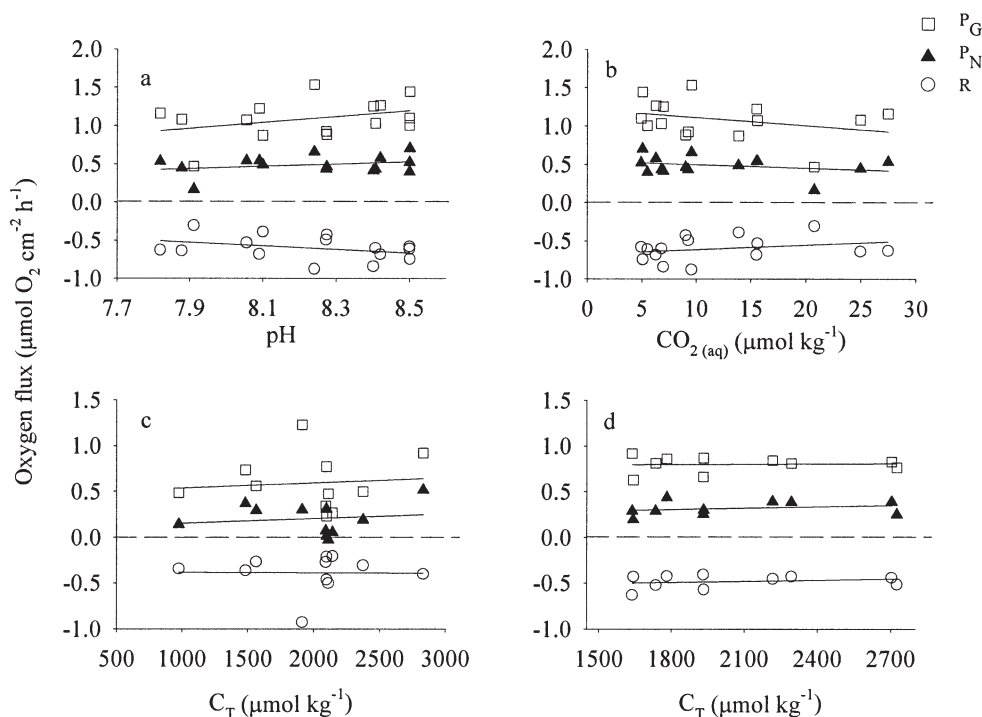 P_G
P_N
R
Oxygen flux (μmol O₂ cm⁻² h⁻¹)
a
2.0
1.5
1.0
0.5
0.0
-0.5
-1.0
7.7 7.9 8.1 8.3 8.5
pH
b
2.0
1.5
1.0
0.5
0.0
-0.5
-1.0
0 5 10 15 20 25 30
CO₂ (aq) (μmol kg⁻¹)
c
1.5
1.0
0.5
0.0
-0.5
-1.0
500 1000 1500 2000 2500 3000
C_T (μmol kg⁻¹)
d
1.5
1.0
0.5
0.0
-0.5
-1.0
1500 1800 2100 2400 2700
C_T (μmol kg⁻¹)